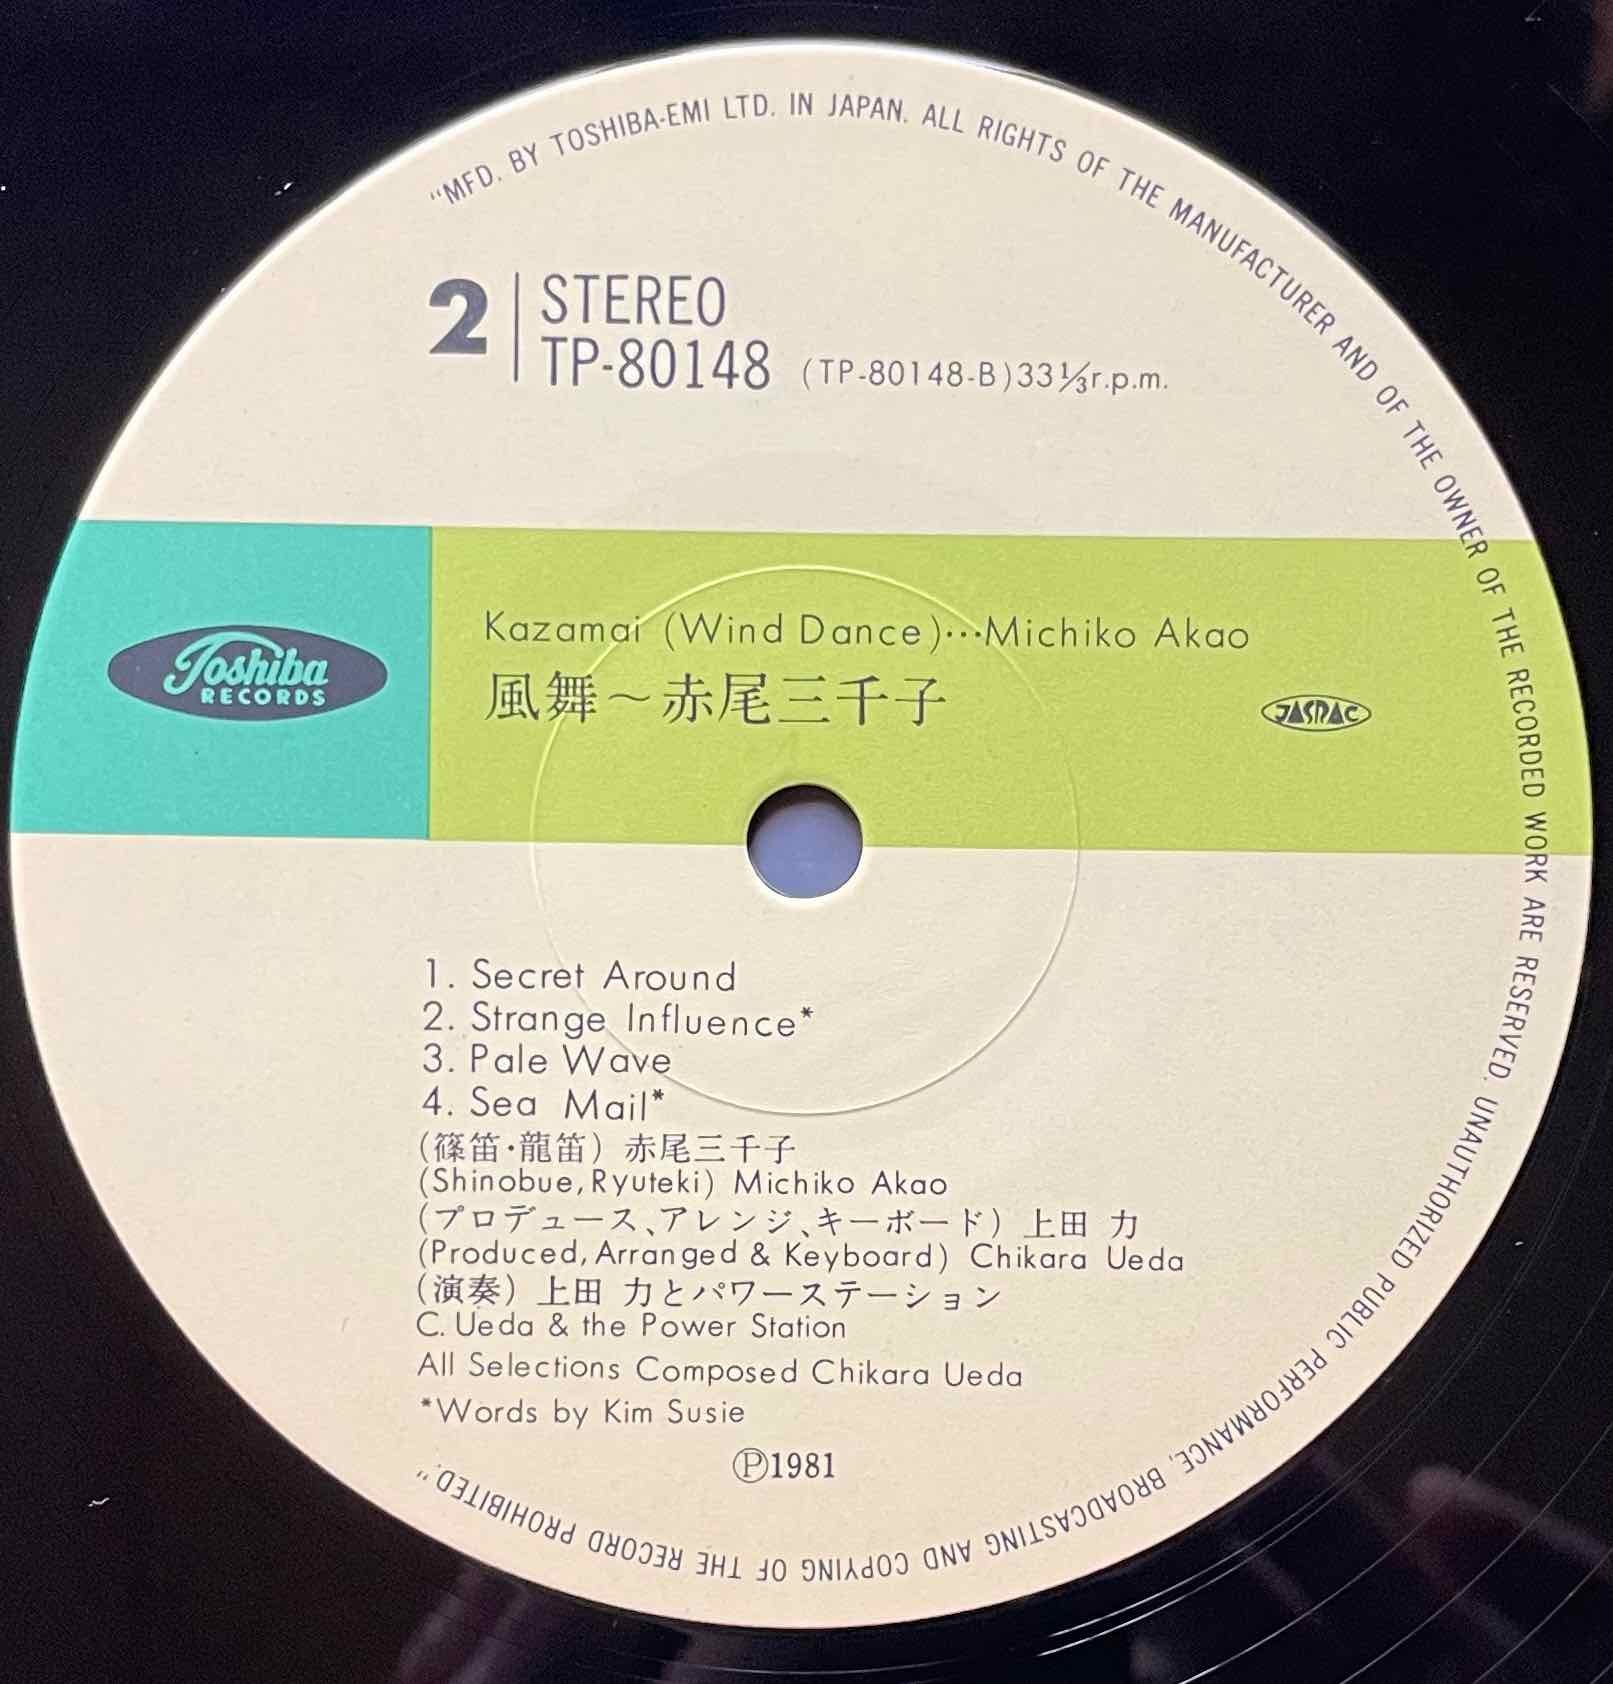 "MFD. BY TOSHIBA-EMI LTD. IN JAPAN. ALL RIGHTS OF THE MANUFACTURER AND OF THE OWNER OF THE RECORDED WORK ARE RESERVED. UNAUTHORIZED PUBLIC PERFORMANCE, BROADCASTING AND COPYING OF THE RECORD PROHIBITED."
2
STEREO
TP-80148 (TP-80148-B) 33⅓r.p.m.
Toshiba
RECORDS
Kazamai (Wind Dance)…Michiko Akao
風舞〜赤尾三千子
JASRAC
1. Secret Around
2. Strange Influence*
3. Pale Wave
4. Sea Mail*
(篠笛・龍笛) 赤尾三千子
(Shinobue, Ryuteki) Michiko Akao
(プロデュース、アレンジ、キーボード) 上田 力
(Produced, Arranged & Keyboard) Chikara Ueda
(演奏) 上田 力とパワーステーション
C. Ueda & the Power Station
All Selections Composed Chikara Ueda
*Words by Kim Susie
℗1981